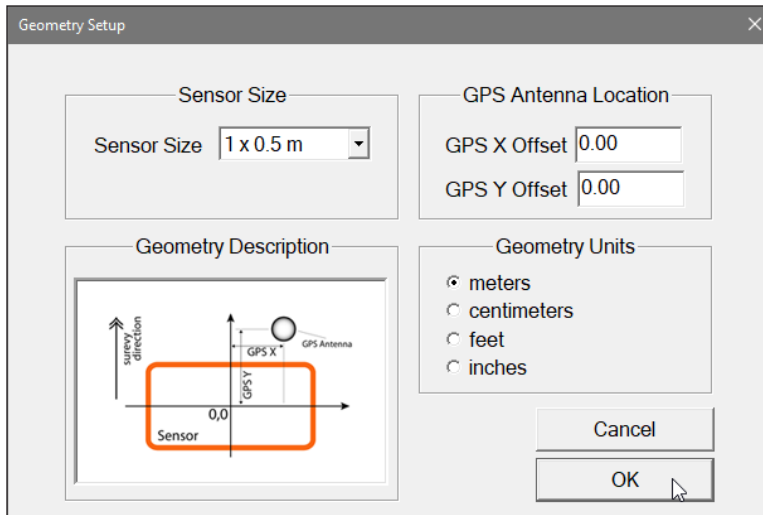 Geometry Setup
Sensor Size
Sensor Size 1 x 0.5 m
GPS Antenna Location
GPS X Offset 0.00
GPS Y Offset 0.00
Geometry Description
surevy
direction
GPS X
GPS Antenna
GPS Y
0,0
Sensor
Geometry Units
meters
centimeters
feet
inches
Cancel
OK